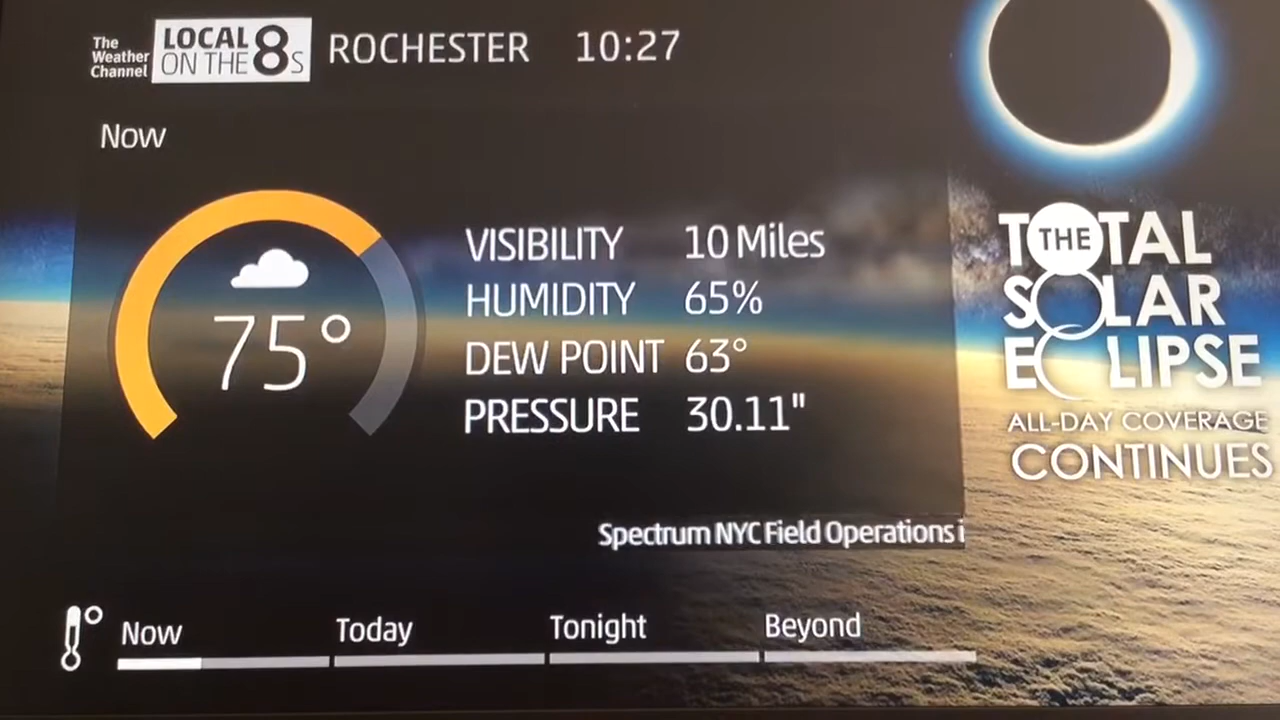 The Weather Channel
LOCAL ON THE 8s
ROCHESTER 10:27
Now
75°
VISIBILITY 10 Miles
HUMIDITY 65%
DEW POINT 63°
PRESSURE 30.11"
THE TOTAL
SOLAR
ECLIPSE
ALL-DAY COVERAGE
CONTINUES
Spectrum NYC Field Operations i
Now Today Tonight Beyond